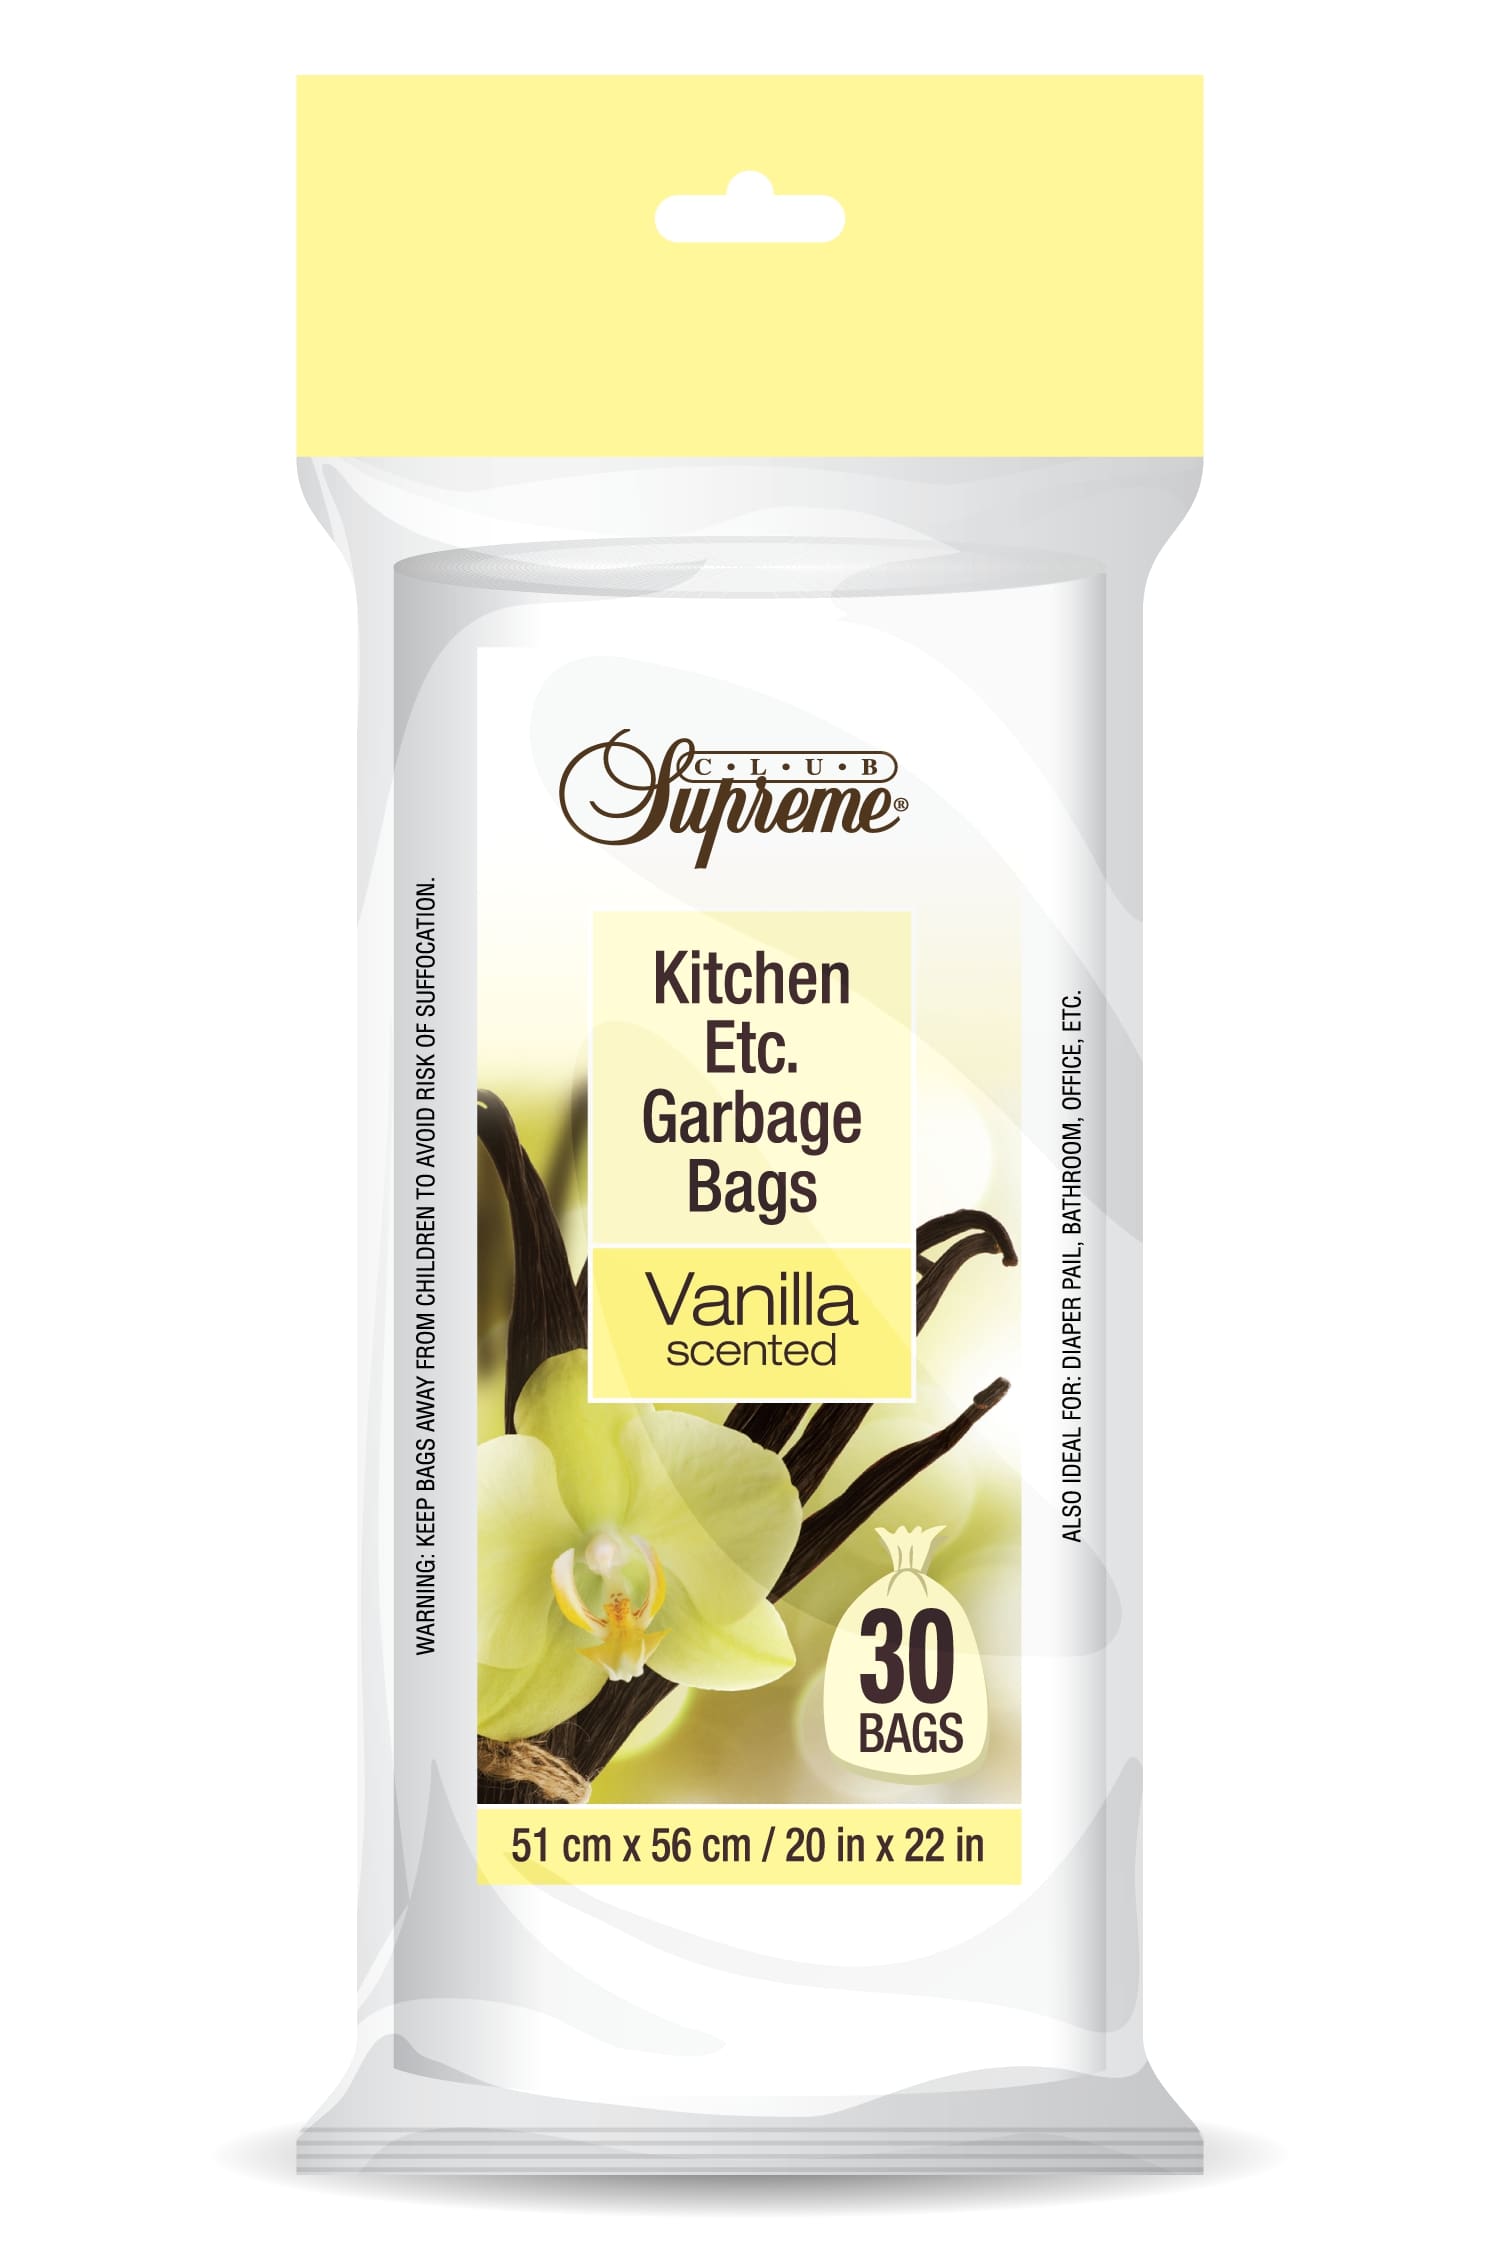 C•L•U•B
Supreme®
Kitchen
Etc.
Garbage
Bags
Vanilla
scented
30
BAGS
51 cm x 56 cm / 20 in x 22 in
WARNING: KEEP BAGS AWAY FROM CHILDREN TO AVOID RISK OF SUFFOCATION.
ALSO IDEAL FOR: DIAPER PAIL, BATHROOM, OFFICE, ETC.